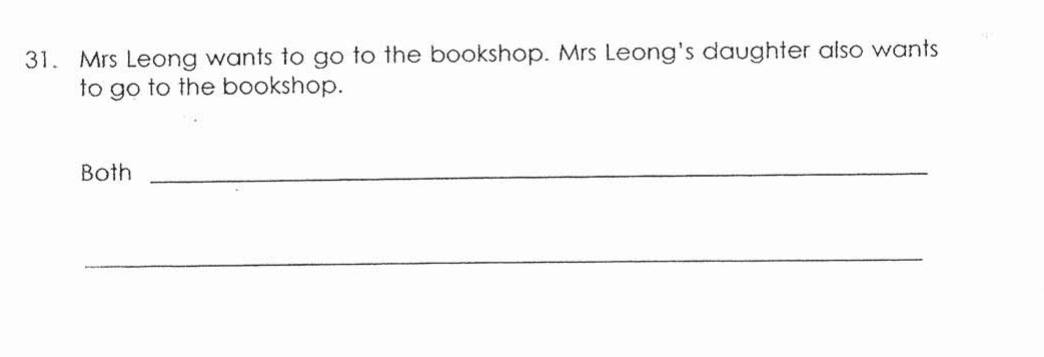 31. Mrs Leong wants to go to the bookshop. Mrs Leong's daughter also wants
to go to the bookshop.
Both